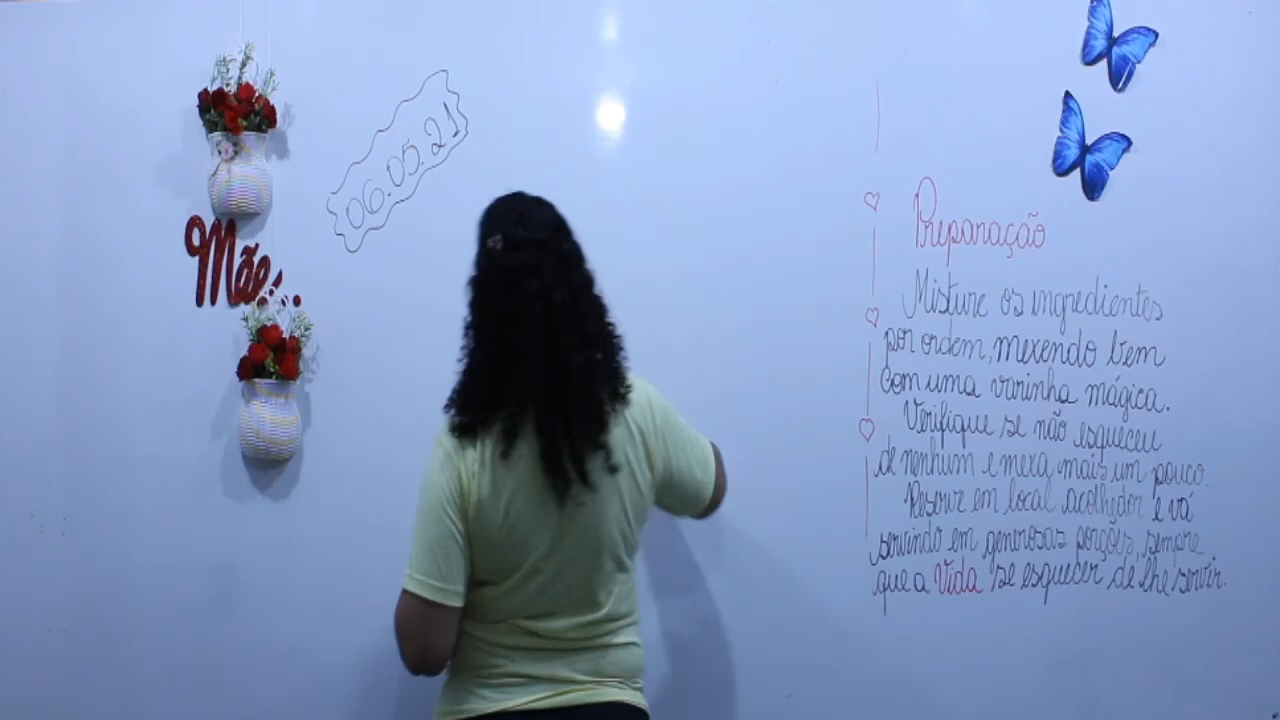 Mãe
06.05.21
Preparação
Misture os ingredientes
por ordem, mexendo bem
com uma varinha mágica.
Verifique se não esqueceu
de nenhum e mexa mais um pouco.
Reserve em local acolhedor e vá
servindo em generosas porções, sempre
que a Vida se esquecer de lhe servir.